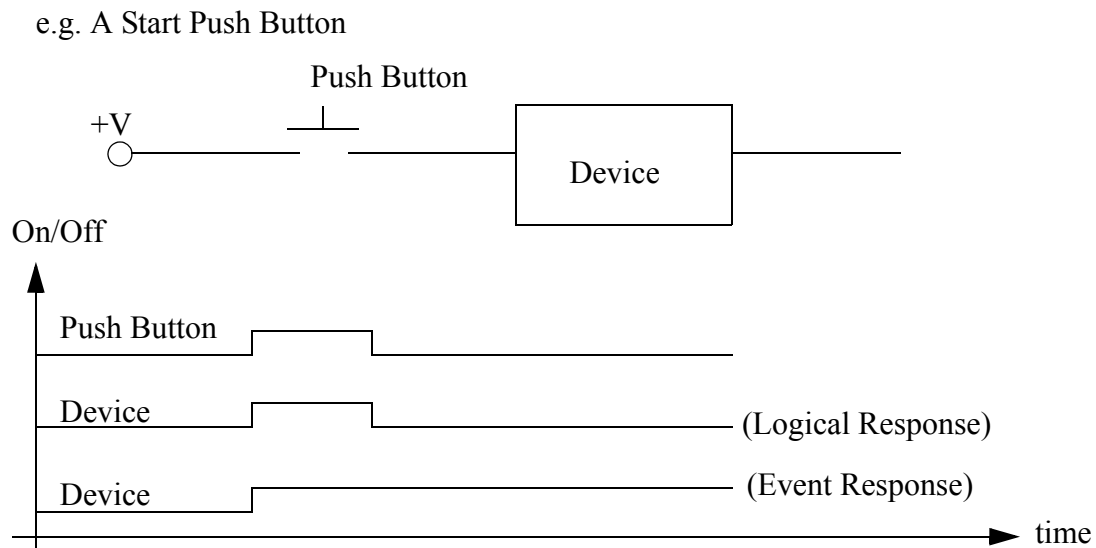 e.g. A Start Push Button
Push Button
+V
Device
On/Off
Push Button
Device
(Logical Response)
Device
(Event Response)
time